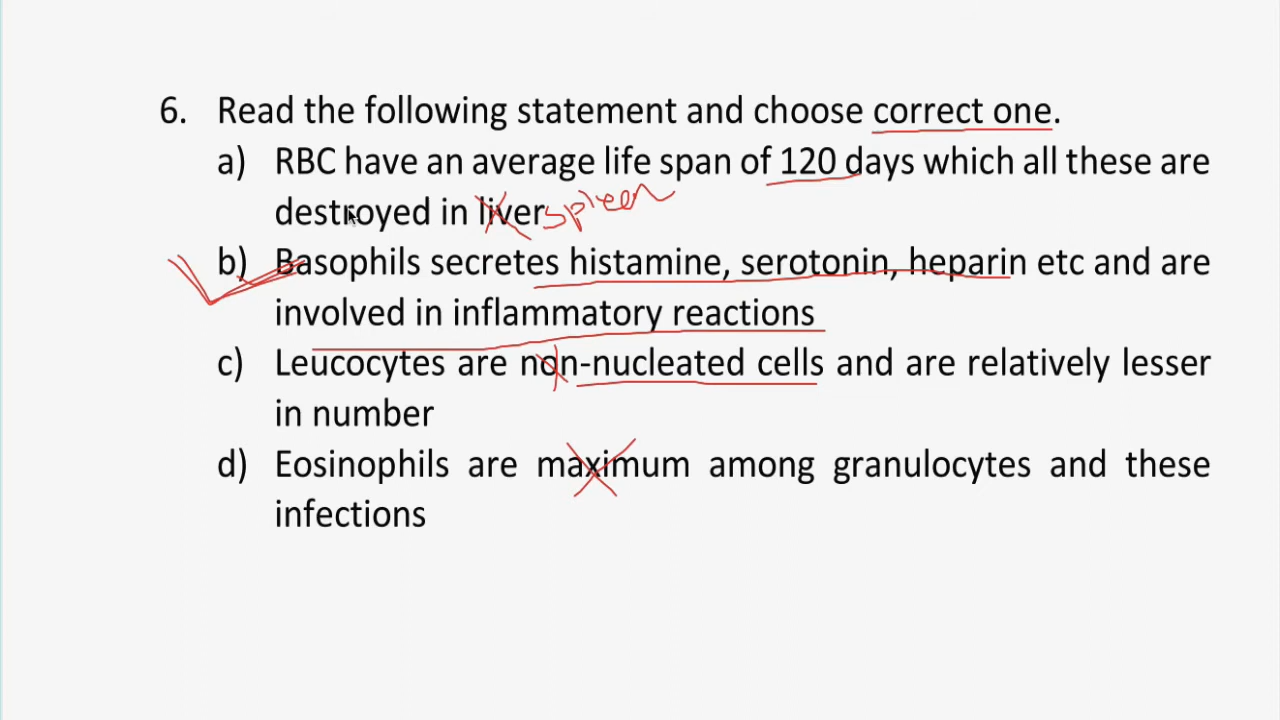 6. Read the following statement and choose correct one.
a) RBC have an average life span of 120 days which all these are
destroyed in liver spleen
b) Basophils secretes histamine, serotonin, heparin etc and are
involved in inflammatory reactions
c) Leucocytes are non-nucleated cells and are relatively lesser
in number
d) Eosinophils are maximum among granulocytes and these
infections